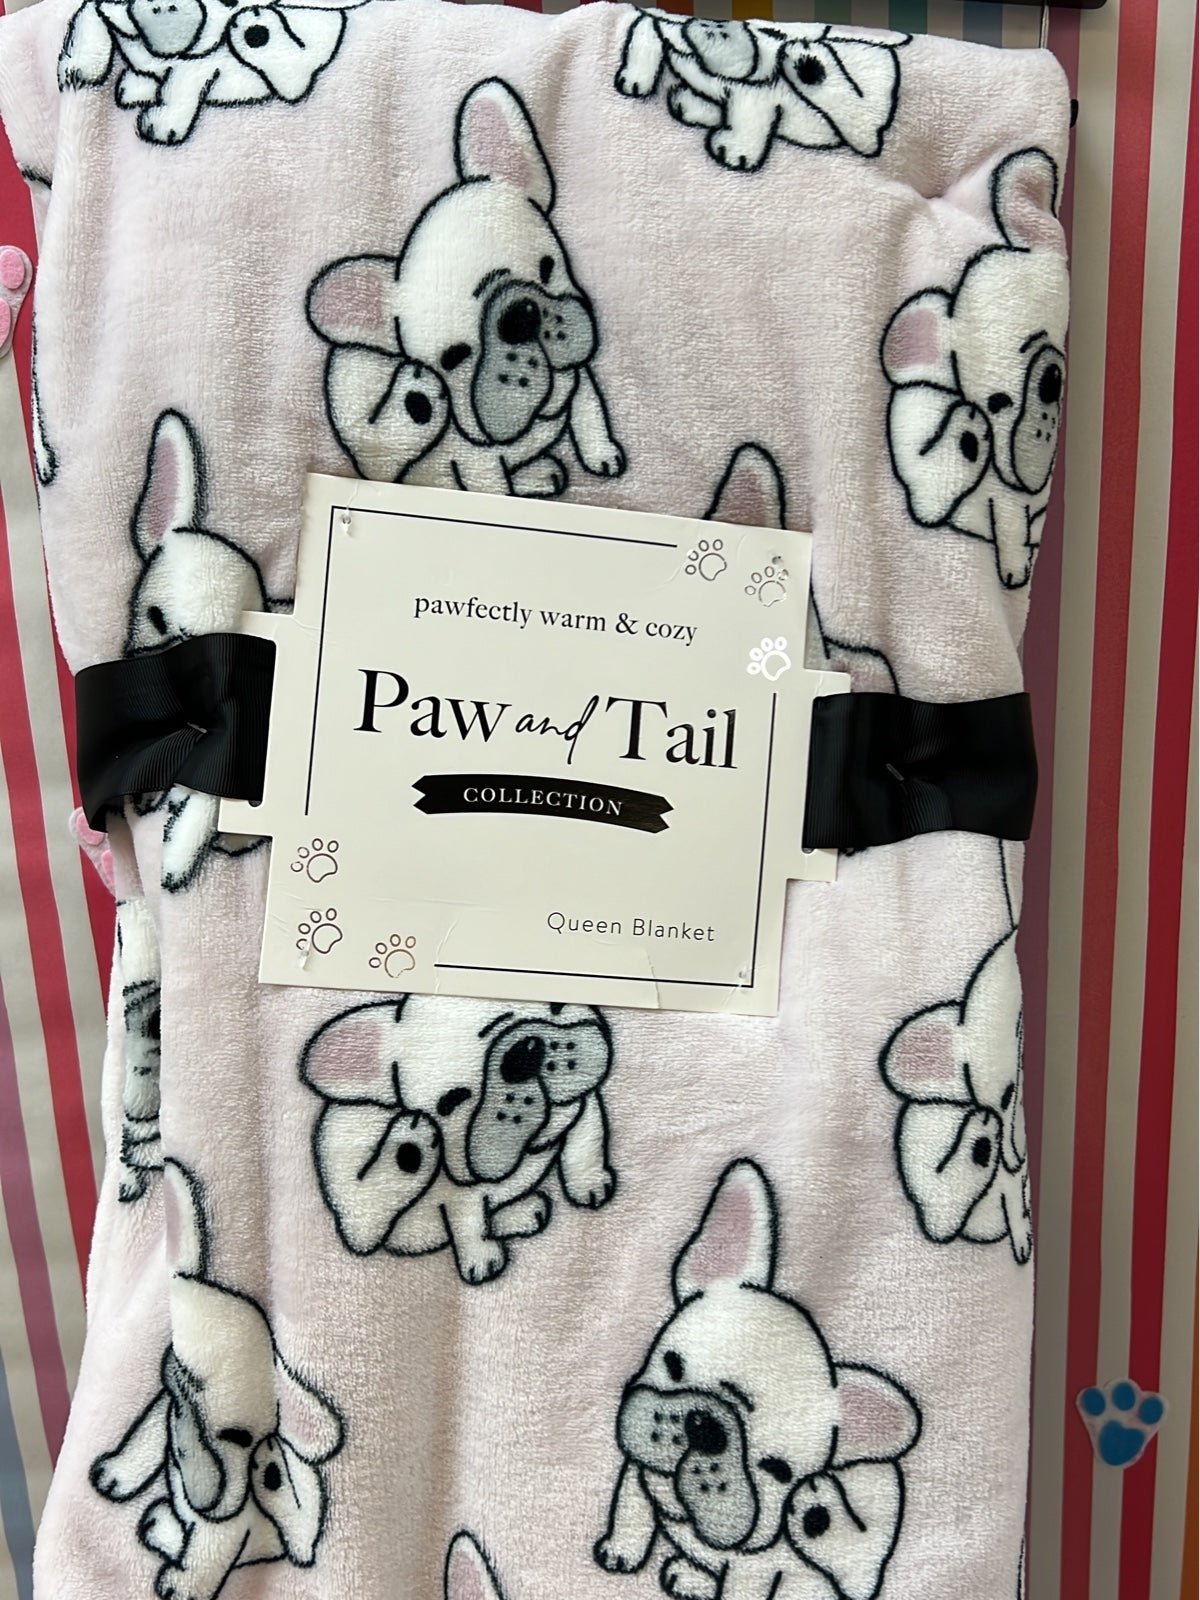 pawfectly warm & cozy
Paw and Tail
COLLECTION
Queen Blanket